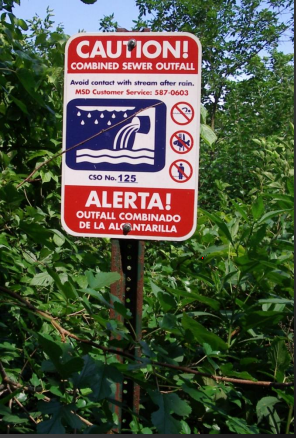 CAUTION!
COMBINED SEWER OUTFALL
Avoid contact with stream after rain.
MSD Customer Service: 587-0603
CSO No. 125
ALERTA!
OUTFALL COMBINADO
DE LA ALCANTARILLA